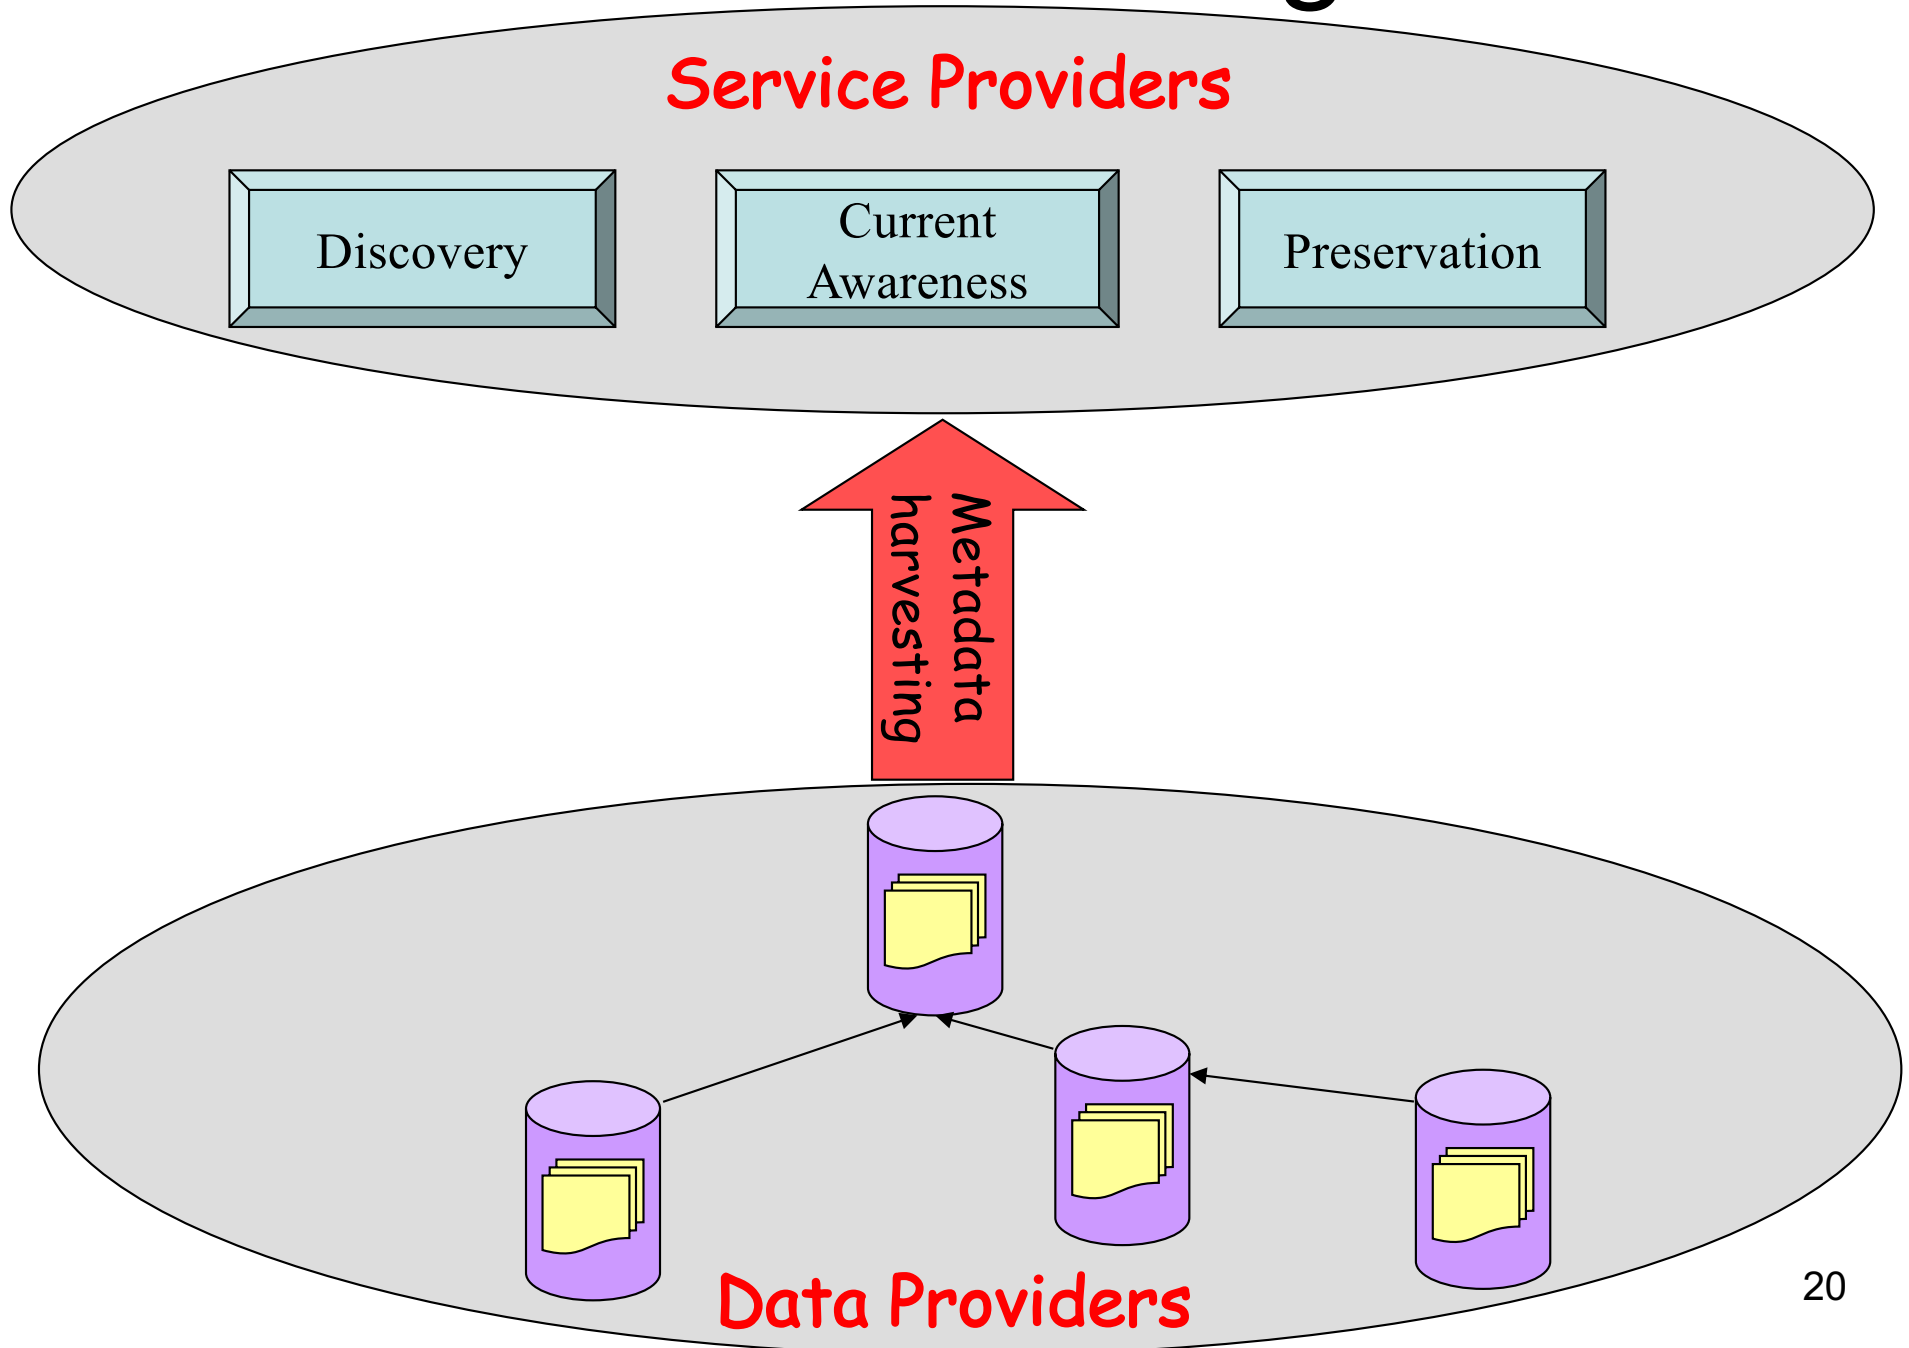 Service Providers
Discovery
Current
Awareness
Preservation
Metadata
harvesting
Data Providers
20